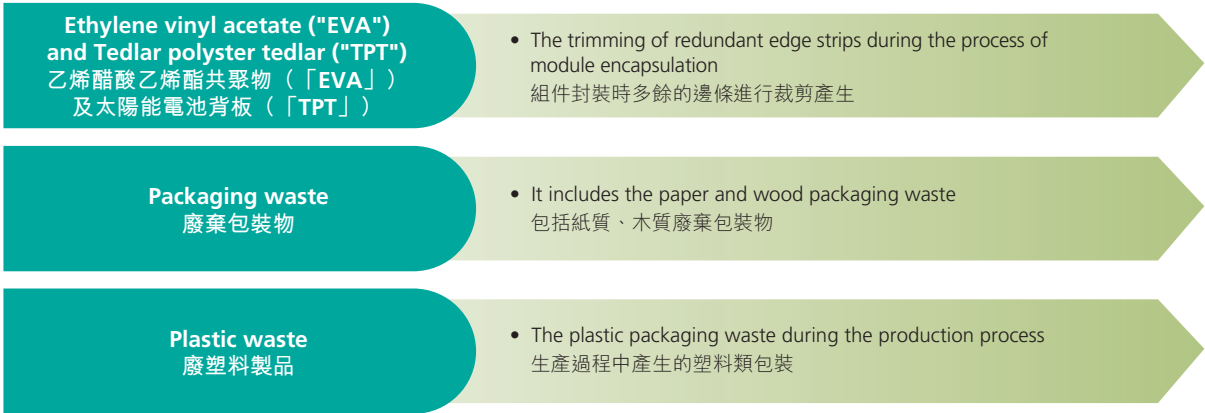 Ethylene vinyl acetate ("EVA")
and Tedlar polyster tedlar ("TPT")
乙烯醋酸乙烯酯共聚物（「EVA」）
及太陽能電池背板（「TPT」）
• The trimming of redundant edge strips during the process of
module encapsulation
組件封裝時多餘的邊條進行裁剪產生
Packaging waste
廢棄包裝物
• It includes the paper and wood packaging waste
包括紙質、木質廢棄包裝物
Plastic waste
廢塑料製品
• The plastic packaging waste during the production process
生產過程中產生的塑料類包裝